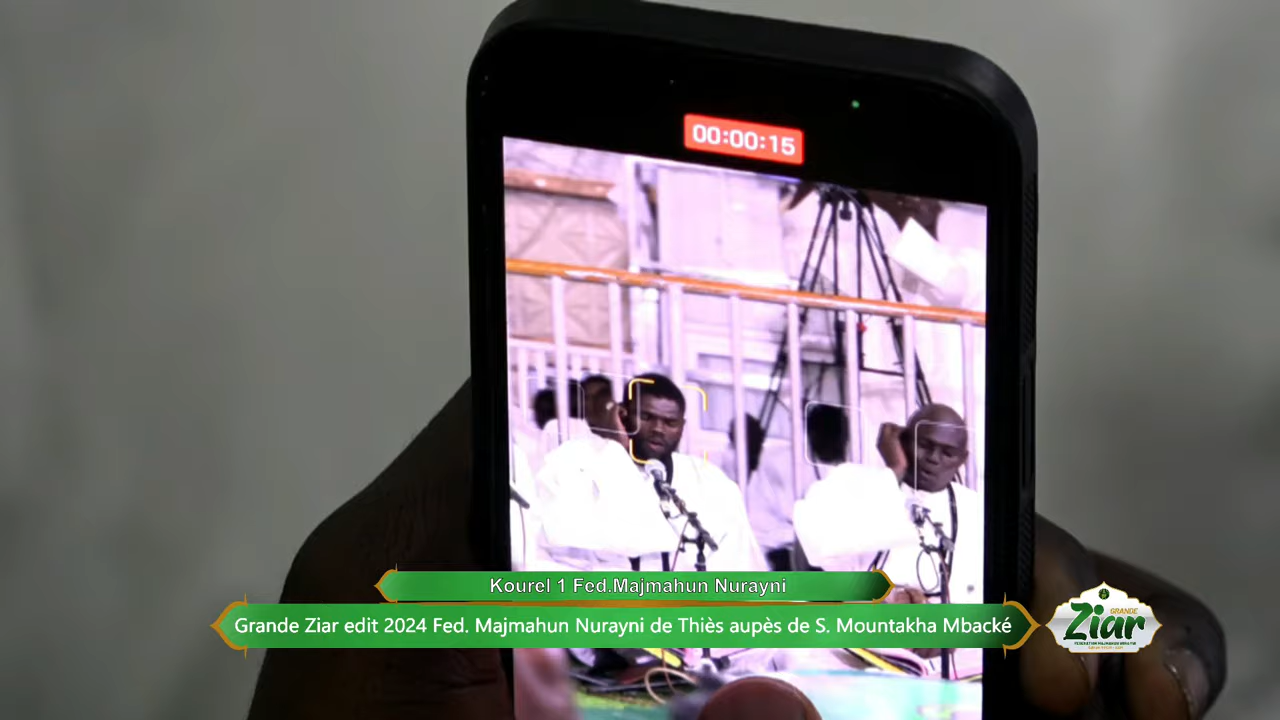 00:00:15
Kourel 1 Fed.Majmahun Nurayni
Grande Ziar edit 2024 Fed. Majmahun Nurayni de Thiès aupès de S. Mountakha Mbacké
GRANDE
Ziar